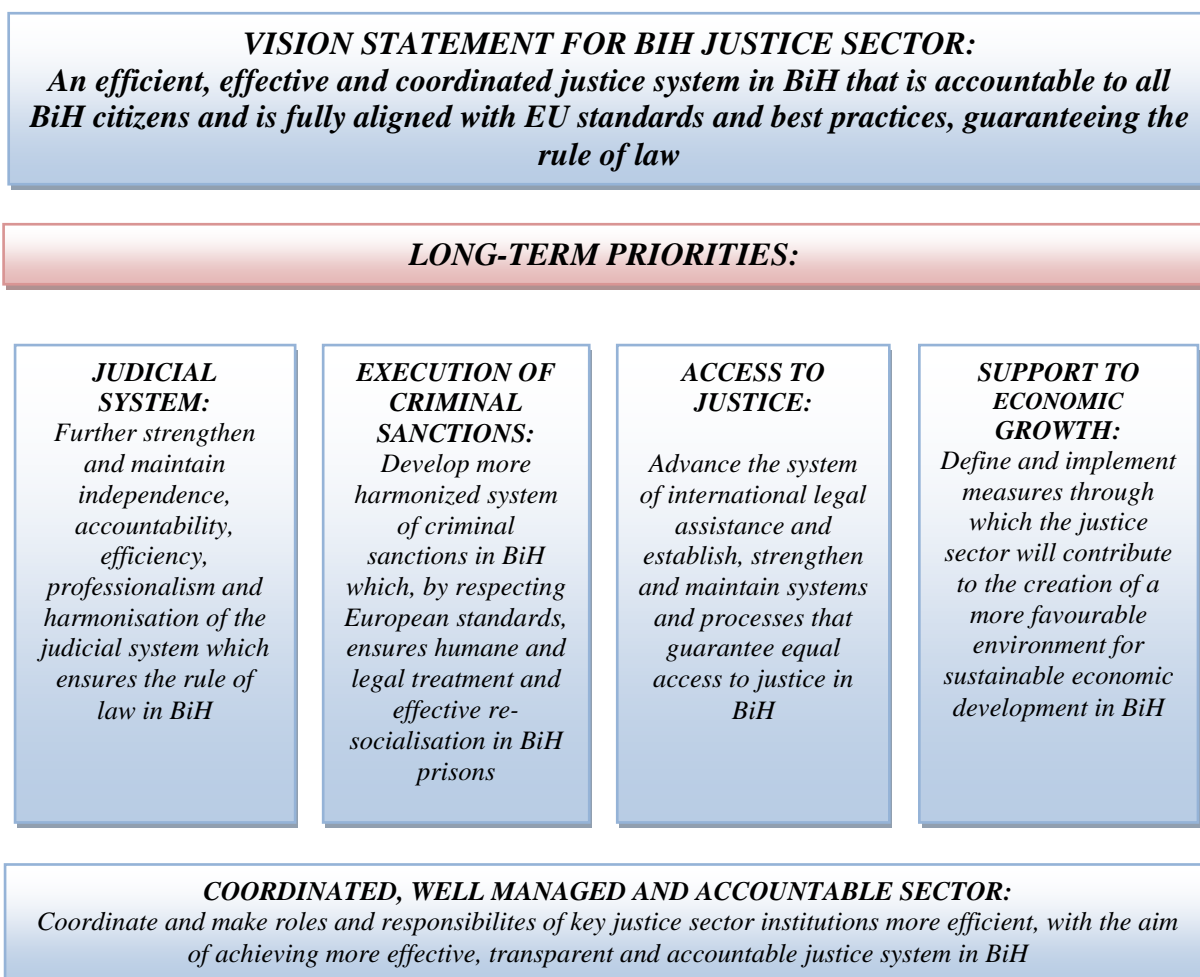 VISION STATEMENT FOR BIH JUSTICE SECTOR:
An efficient, effective and coordinated justice system in BiH that is accountable to all
BiH citizens and is fully aligned with EU standards and best practices, guaranteeing the
rule of law
LONG-TERM PRIORITIES:
JUDICIAL
SYSTEM:
Further strengthen
and maintain
independence,
accountability,
efficiency,
professionalism and
harmonisation of the
judicial system which
ensures the rule of
law in BiH
EXECUTION OF
CRIMINAL
SANCTIONS:
Develop more
harmonized system
of criminal
sanctions in BiH
which, by respecting
European standards,
ensures humane and
legal treatment and
effective re-
socialisation in BiH
prisons
ACCESS TO
JUSTICE:
Advance the system
of international legal
assistance and
establish, strengthen
and maintain systems
and processes that
guarantee equal
access to justice in
BiH
SUPPORT TO
ECONOMIC
GROWTH:
Define and implement
measures through
which the justice
sector will contribute
to the creation of a
more favourable
environment for
sustainable economic
development in BiH
COORDINATED, WELL MANAGED AND ACCOUNTABLE SECTOR:
Coordinate and make roles and responsibilites of key justice sector institutions more efficient, with the aim
of achieving more effective, transparent and accountable justice system in BiH